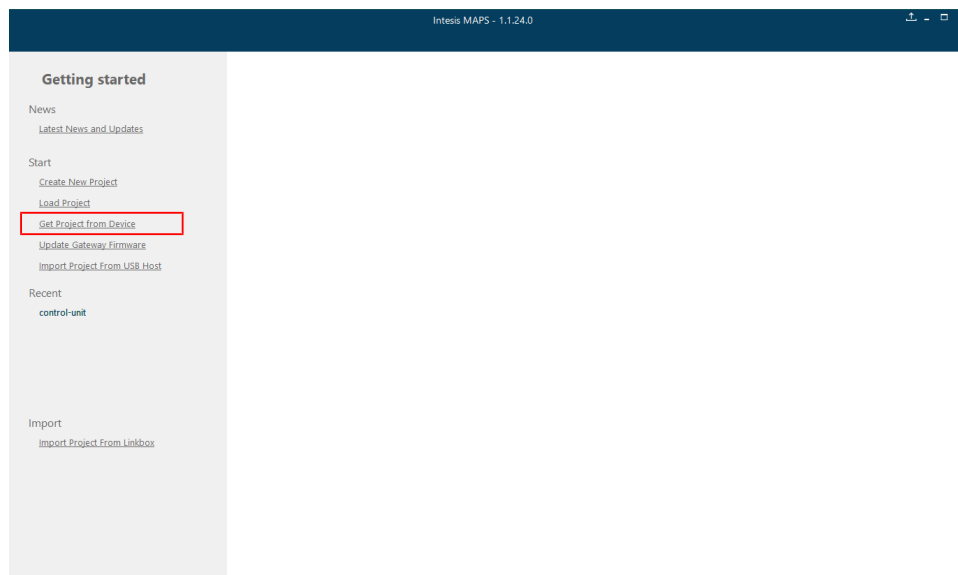 Intesis MAPS - 1.1.24.0
Getting started
News
Latest News and Updates
Start
Create New Project
Load Project
Get Project from Device
Update Gateway Firmware
Import Project From USB Host
Recent
control-unit
Import
Import Project From Linkbox